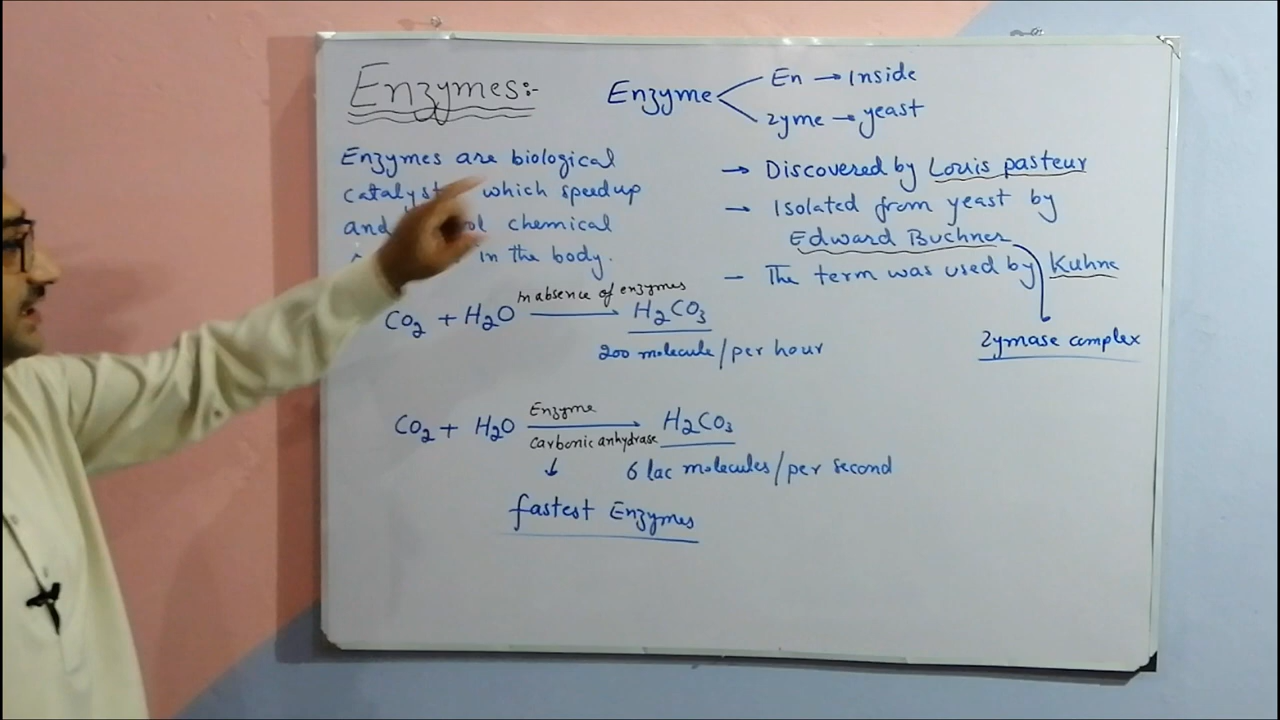 Enzymes:-
Enzymes are biological
catalyst which speedup
and chemical
in the body.
Enzyme
En → Inside
zyme → yeast
→ Discovered by Louis pasteur
→ Isolated from yeast by
Edward Buchner
– The term was used by Kuhne
Zymase complex
CO2 + H2O In absence of enzymes → H2CO3
200 molecule/per hour
CO2 + H2O Enzyme → H2CO3
Carbonic anhydrase
↓
6 lac molecules/per second
fastest Enzymes